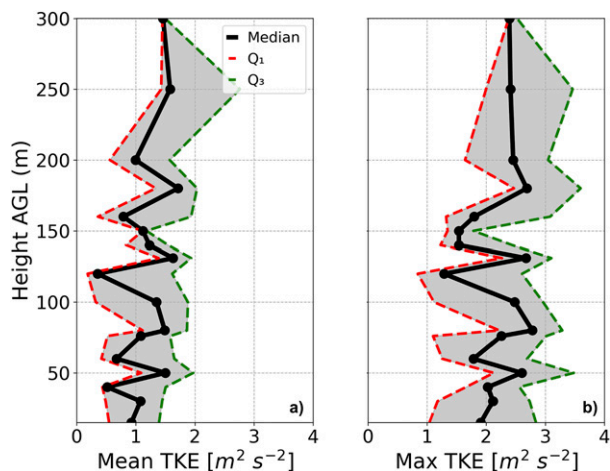 300
250
200
150
100
50
Height AGL (m)
Median
Q₁
Q₃
a)
0 1 2 3 4
Mean TKE [m² s⁻²]
b)
0 1 2 3 4
Max TKE [m² s⁻²]